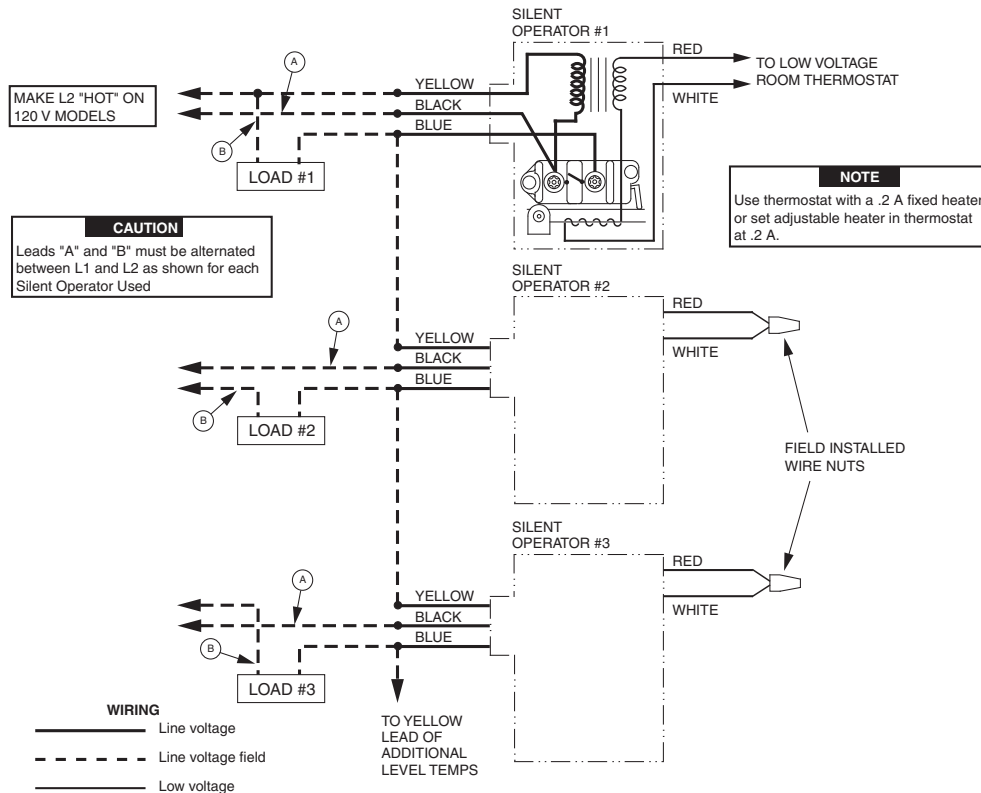 SILENT
OPERATOR #1
A
RED
TO LOW VOLTAGE
ROOM THERMOSTAT
WHITE
MAKE L2 "HOT" ON
120 V MODELS
YELLOW
BLACK
BLUE
B
LOAD #1
NOTE
Use thermostat with a .2 A fixed heater
or set adjustable heater in thermostat
at .2 A.
CAUTION
Leads "A" and "B" must be alternated
between L1 and L2 as shown for each
Silent Operator Used
SILENT
OPERATOR #2
RED
WHITE
A
YELLOW
BLACK
BLUE
B
LOAD #2
FIELD INSTALLED
WIRE NUTS
SILENT
OPERATOR #3
RED
WHITE
A
YELLOW
BLACK
BLUE
B
LOAD #3
TO YELLOW
LEAD OF
ADDITIONAL
LEVEL TEMPS
WIRING
Line voltage
Line voltage field
Low voltage